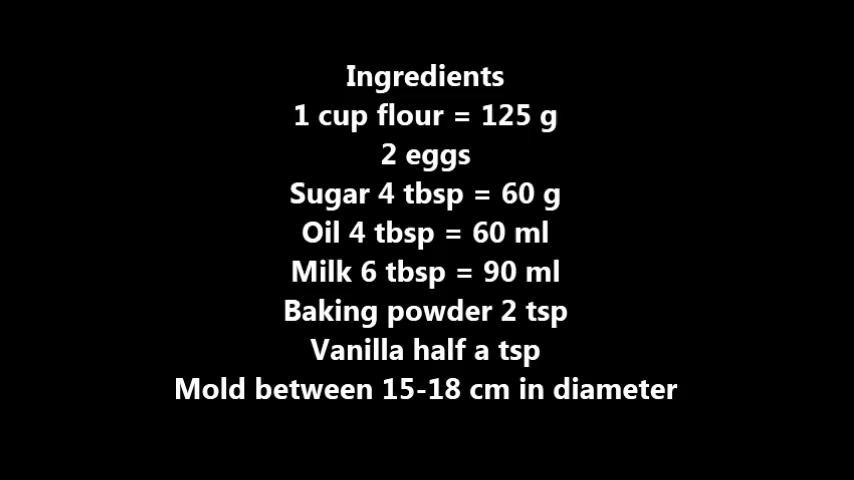 Ingredients
1 cup flour = 125 g
2 eggs
Sugar 4 tbsp = 60 g
Oil 4 tbsp = 60 ml
Milk 6 tbsp = 90 ml
Baking powder 2 tsp
Vanilla half a tsp
Mold between 15-18 cm in diameter